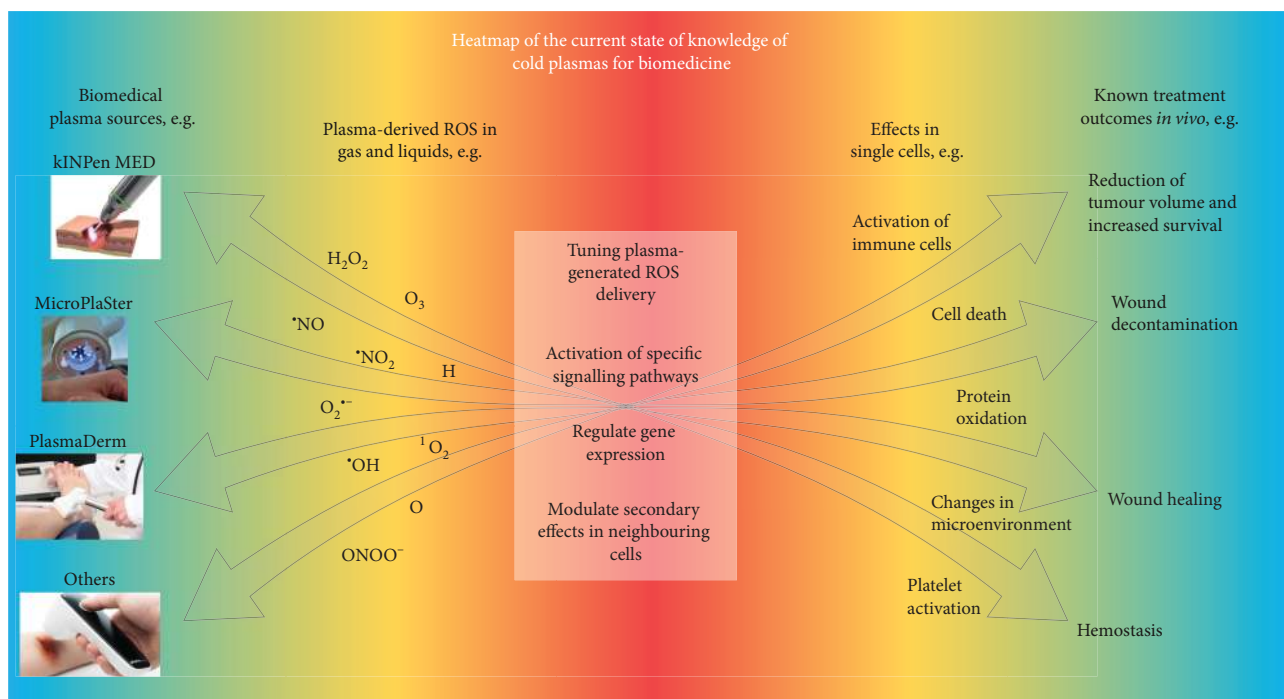 Heatmap of the current state of knowledge of
cold plasmas for biomedicine
Biomedical
plasma sources, e.g.
kINPen MED
MicroPlaSter
PlasmaDerm
Others
Plasma-derived ROS in
gas and liquids, e.g.
H₂O₂
O₃
•NO
•NO₂
H
O₂•−
¹O₂
•OH
O
ONOO⁻
Tuning plasma-
generated ROS
delivery
Activation of specific
signalling pathways
Regulate gene
expression
Modulate secondary
effects in neighbouring
cells
Effects in
single cells, e.g.
Activation of
immune cells
Cell death
Protein
oxidation
Changes in
microenvironment
Platelet
activation
Known treatment
outcomes in vivo, e.g.
Reduction of
tumour volume and
increased survival
Wound
decontamination
Wound healing
Hemostasis